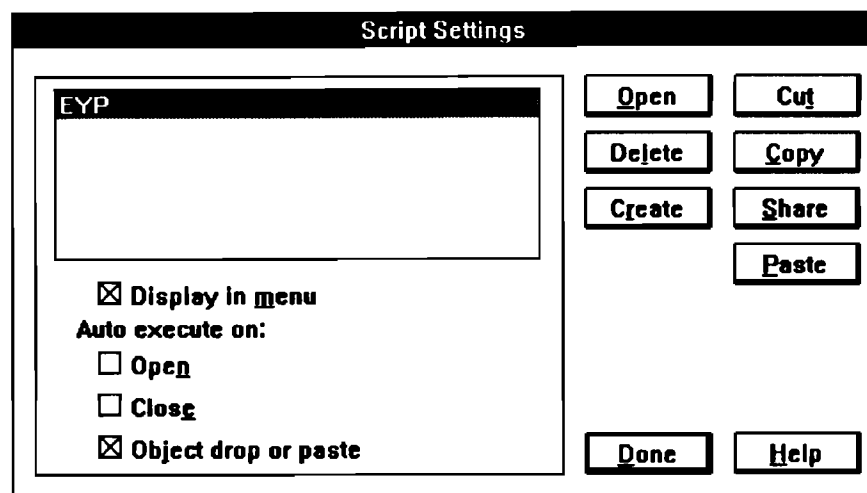 Script Settings
EYP
Display in menu
Auto execute on:
Open
Close
Object drop or paste
Open
Cut
Delete
Copy
Create
Share
Paste
Done
Help